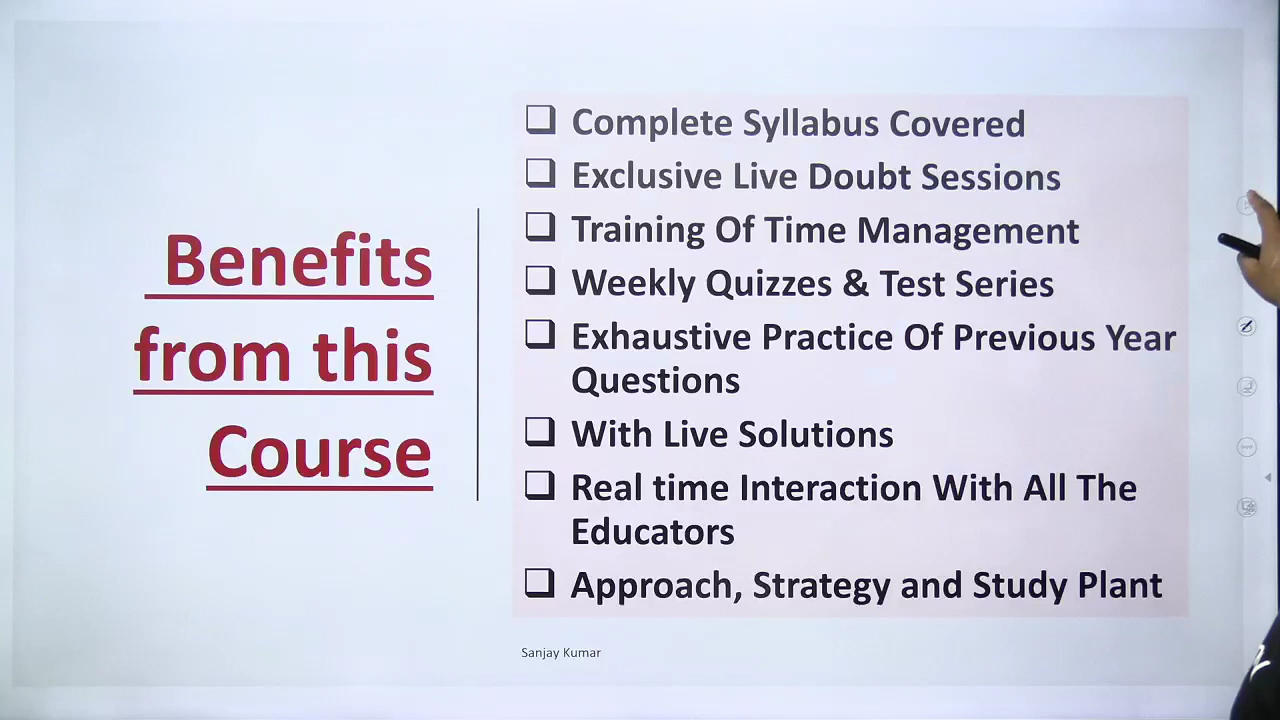 Benefits
from this
Course
Complete Syllabus Covered
Exclusive Live Doubt Sessions
Training Of Time Management
Weekly Quizzes & Test Series
Exhaustive Practice Of Previous Year
Questions
With Live Solutions
Real time Interaction With All The
Educators
Approach, Strategy and Study Plant
Sanjay Kumar